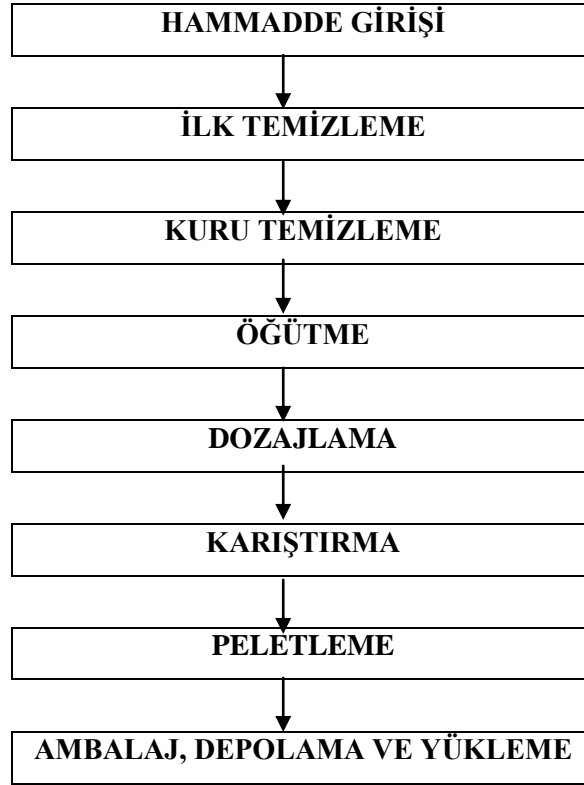 HAMMADDE GİRİŞİ
İLK TEMİZLEME
KURU TEMİZLEME
ÖĞÜTME
DOZAJLAMA
KARIŞTIRMA
PELETLEME
AMBALAJ, DEPOLAMA VE YÜKLEME